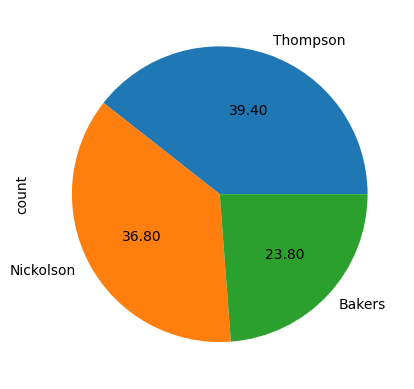 Thompson
39.40
count
36.80
23.80
Nickolson
Bakers